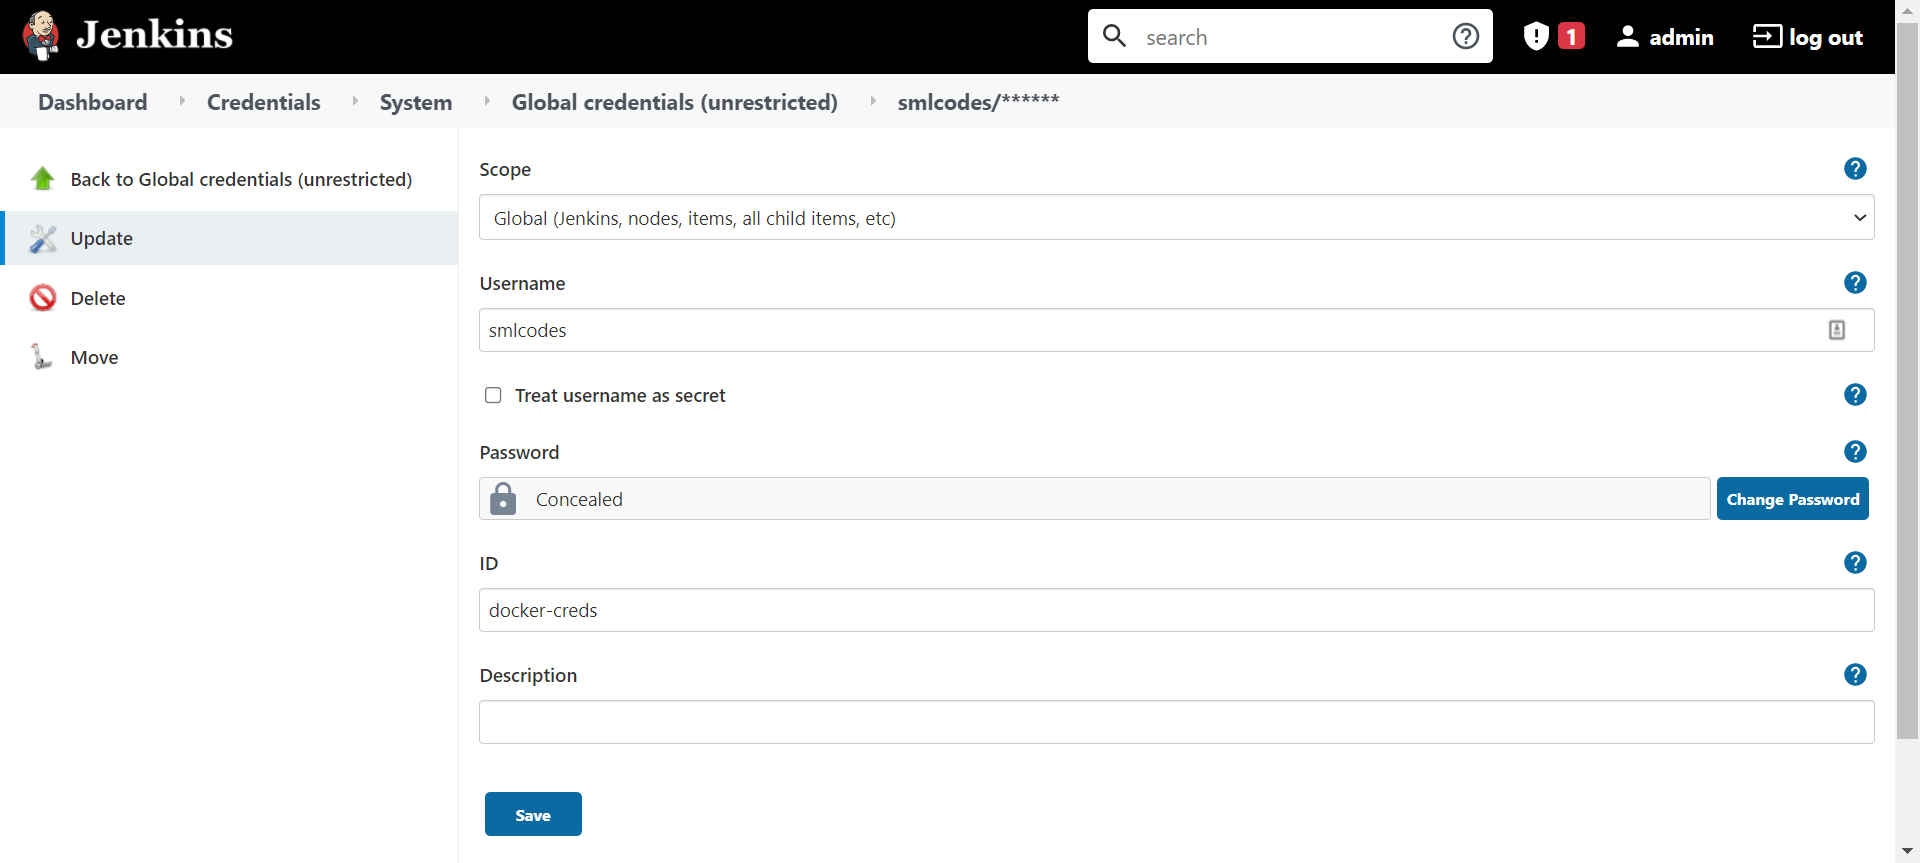 Jenkins
search
1
admin
log out
Dashboard
Credentials
System
Global credentials (unrestricted)
smlcodes/******
Back to Global credentials (unrestricted)
Update
Delete
Move
Scope
?
Global (Jenkins, nodes, items, all child items, etc)
Username
?
smlcodes
Treat username as secret
?
Password
?
Concealed
Change Password
ID
?
docker-creds
Description
?
Save